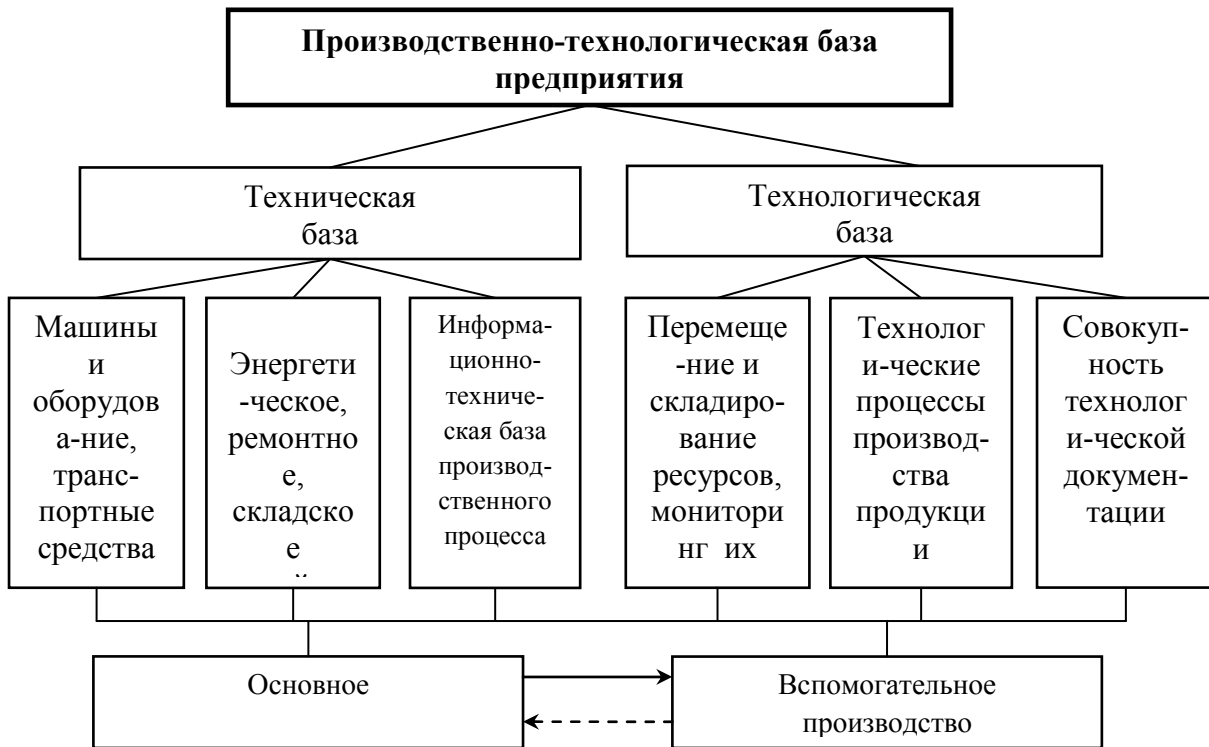 Производственно-технологическая база
предприятия
Техническая
база
Технологическая
база
Машины
и
оборудов
а-ние,
транс-
портные
средства
Энергети
-ческое,
ремонтно
е,
складско
е
Информа-
ционно-
техниче-
ская база
производ-
ственного
процесса
Перемеще
-ние и
складиро-
вание
ресурсов,
монитори
нг их
Технолог
и-ческие
процессы
производ-
ства
продукци
и
Совокуп-
ность
технолог
и-ческой
докумен-
тации
Основное
Вспомогательное
производство